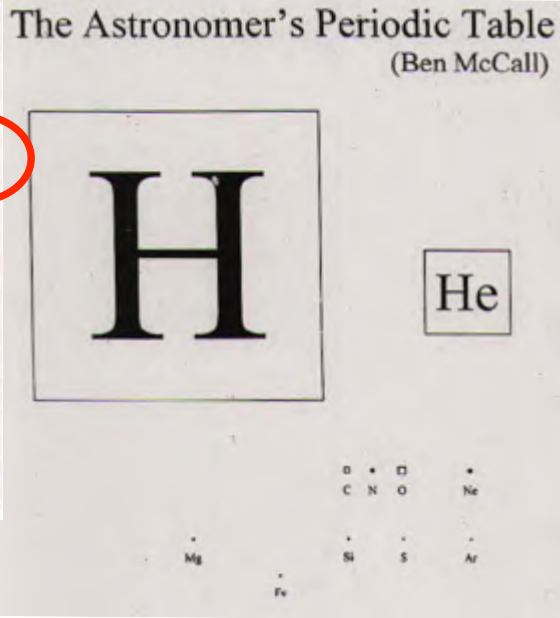 The Astronomer's Periodic Table
(Ben McCall)
H
He
C N O Ne
Mg Si S Ar
Fe